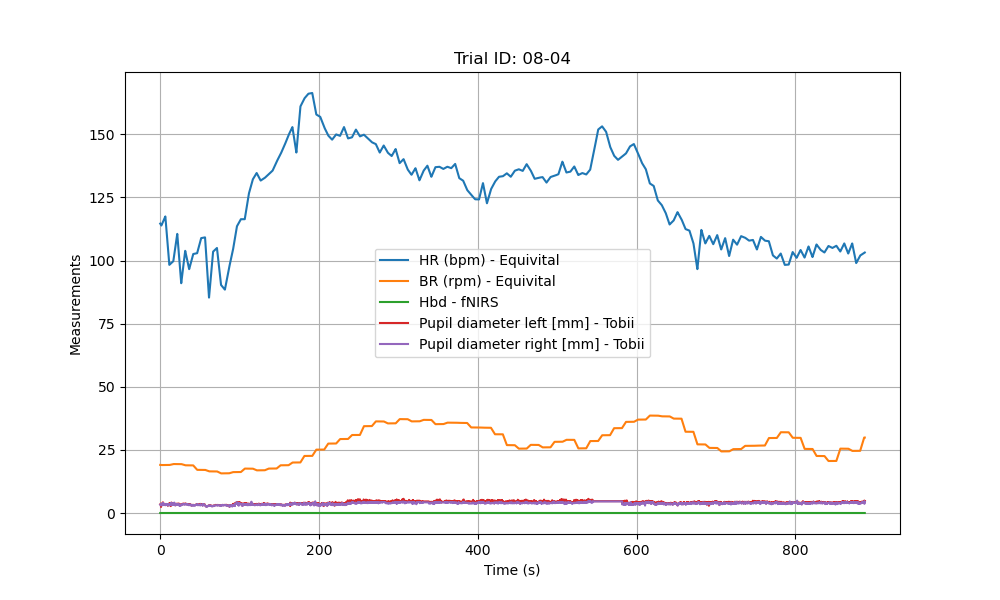 Trial ID: 08-04
Measurements
150
125
100
75
50
25
0
HR (bpm) - Equivital
BR (rpm) - Equivital
Hbd - fNIRS
Pupil diameter left [mm] - Tobii
Pupil diameter right [mm] - Tobii
0 200 400 600 800
Time (s)